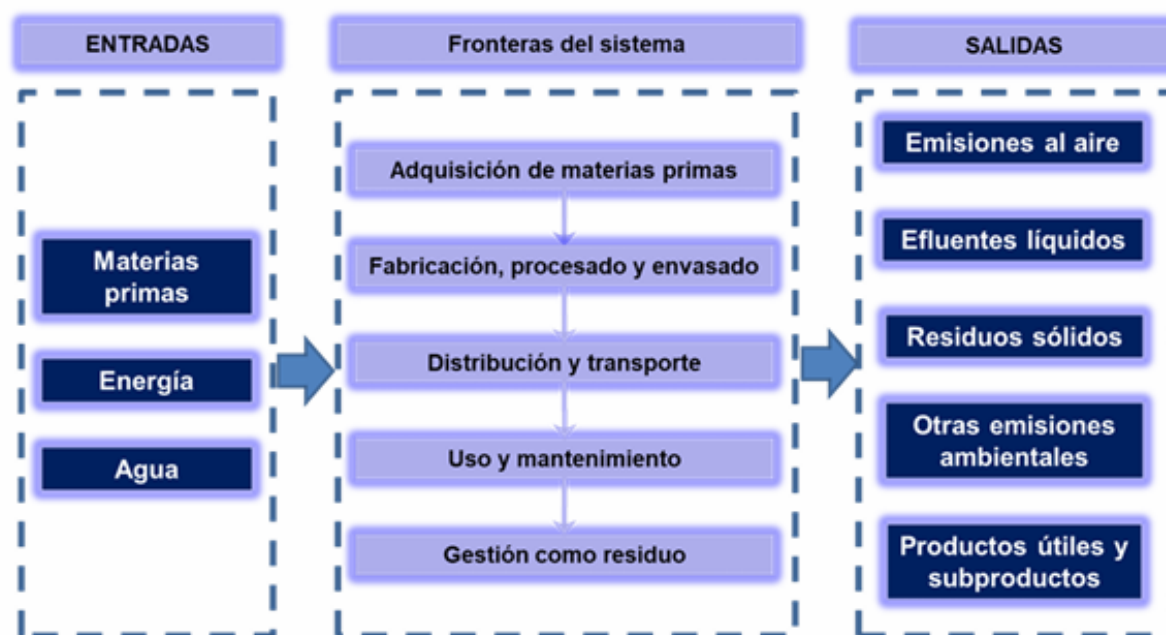 ENTRADAS
Materias
primas
Energía
Agua
Fronteras del sistema
Adquisición de materias primas
Fabricación, procesado y envasado
Distribución y transporte
Uso y mantenimiento
Gestión como residuo
SALIDAS
Emisiones al aire
Efluentes líquidos
Residuos sólidos
Otras emisiones
ambientales
Productos útiles y
subproductos